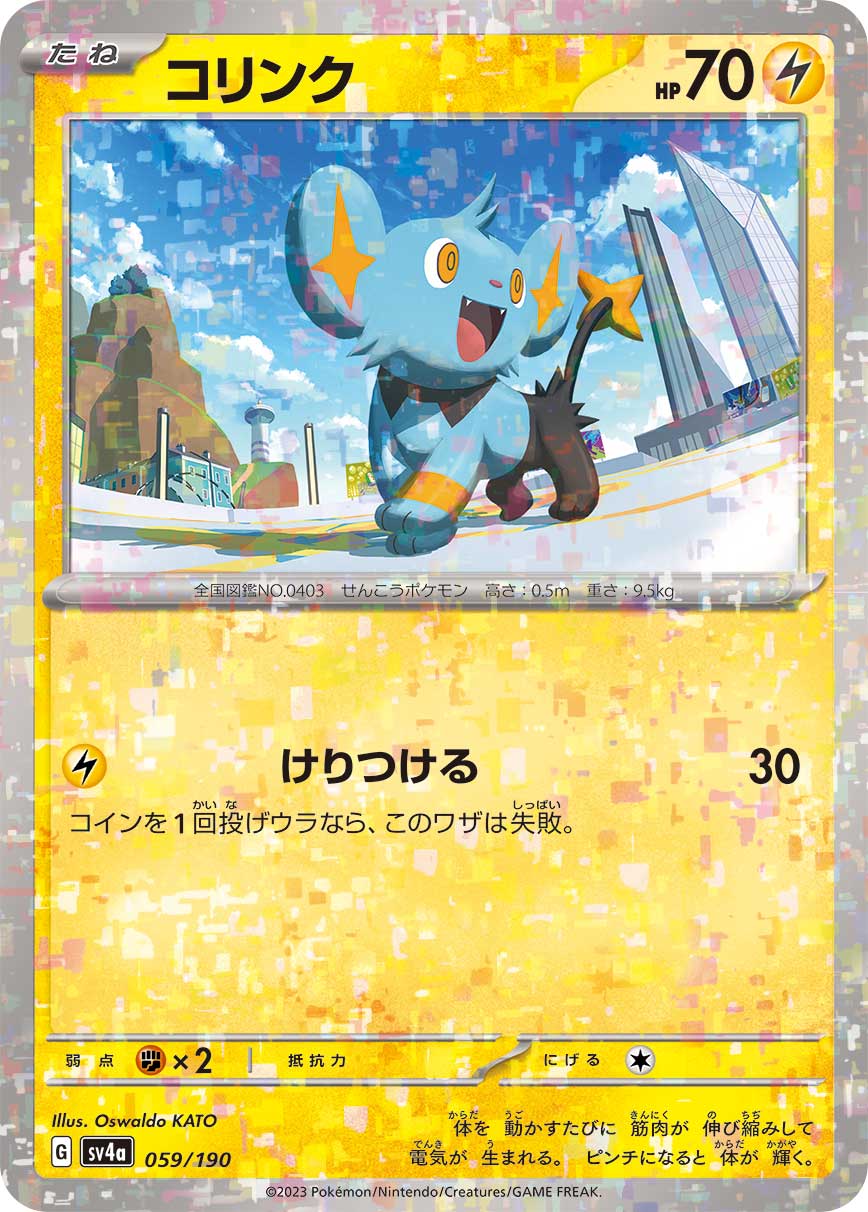 たね コリンク HP70
全国図鑑NO.0403 せんこうポケモン 高さ:0.5m 重さ:9.5kg
けりつける 30
コインを1回投げウラなら、このワザは失敗。
弱点 ×2 抵抗力 にげる
Illus. Oswaldo KATO
G sv4a 059/190
体を動かすたびに 筋肉が 伸び縮みして
電気が 生まれる。 ピンチになると 体が 輝く。
©2023 Pokémon/Nintendo/Creatures/GAME FREAK.